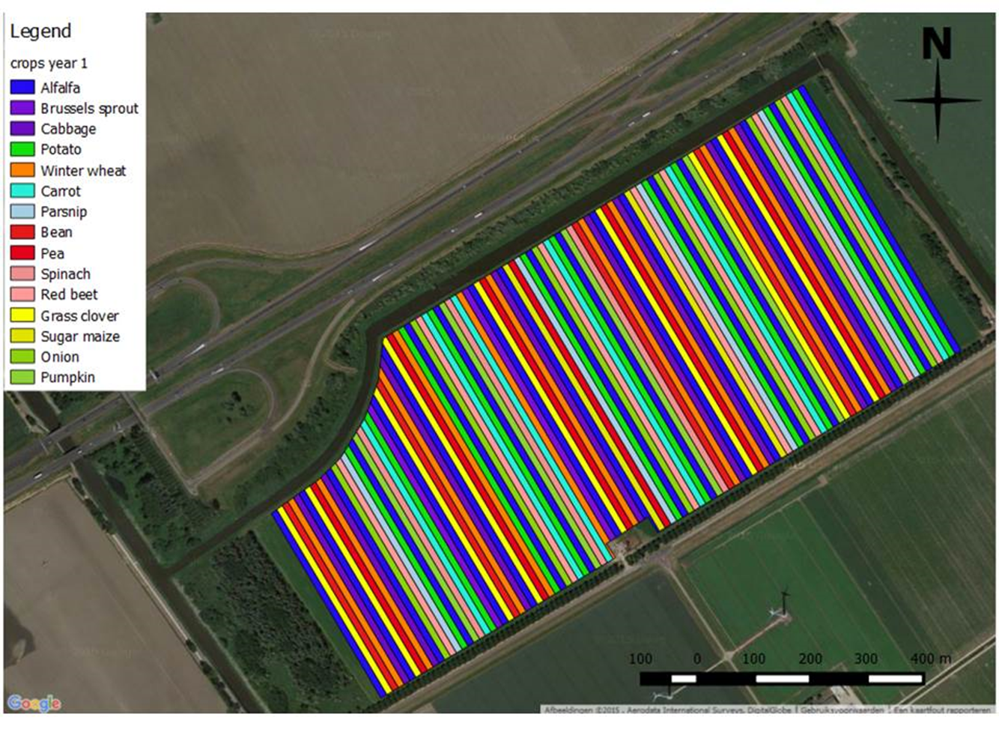 Legend
crops year 1
Alfalfa
Brussels sprout
Cabbage
Potato
Winter wheat
Carrot
Parsnip
Bean
Pea
Spinach
Red beet
Grass clover
Sugar maize
Onion
Pumpkin
N
100 0 100 200 300 400 m
Google
Afbeeldingen ©2015 , Aerodata International Surveys, DigitalGlobe Gebruiksvoorwaarden Een kaartfout rapporteren